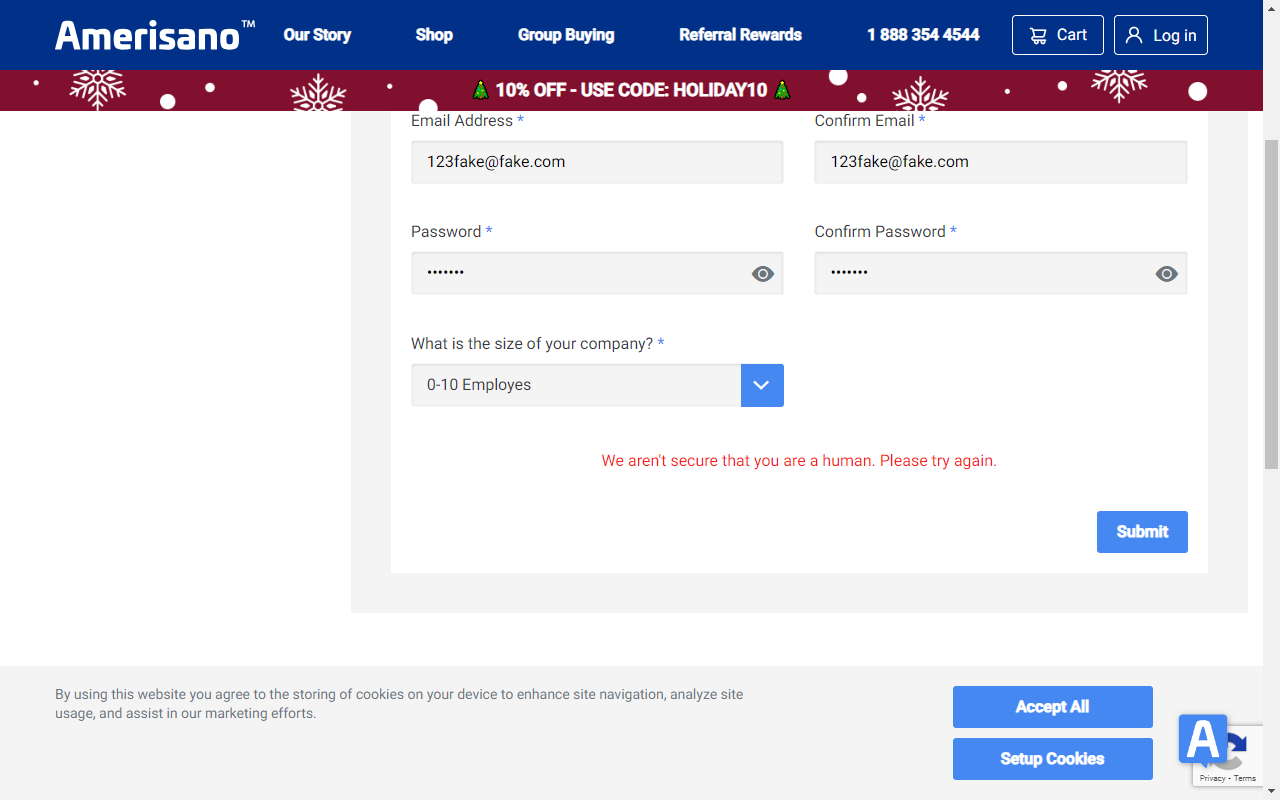 Amerisano™
Our Story
Shop
Group Buying
Referral Rewards
1 888 354 4544
Cart
Log in
🎄 10% OFF - USE CODE: HOLIDAY10 🎄
Email Address *
Confirm Email *
123fake@fake.com
123fake@fake.com
Password *
Confirm Password *
•••••••
•••••••
What is the size of your company? *
0-10 Employes
We aren't secure that you are a human. Please try again.
Submit
By using this website you agree to the storing of cookies on your device to enhance site navigation, analyze site
usage, and assist in our marketing efforts.
Accept All
Setup Cookies
A
Privacy - Terms